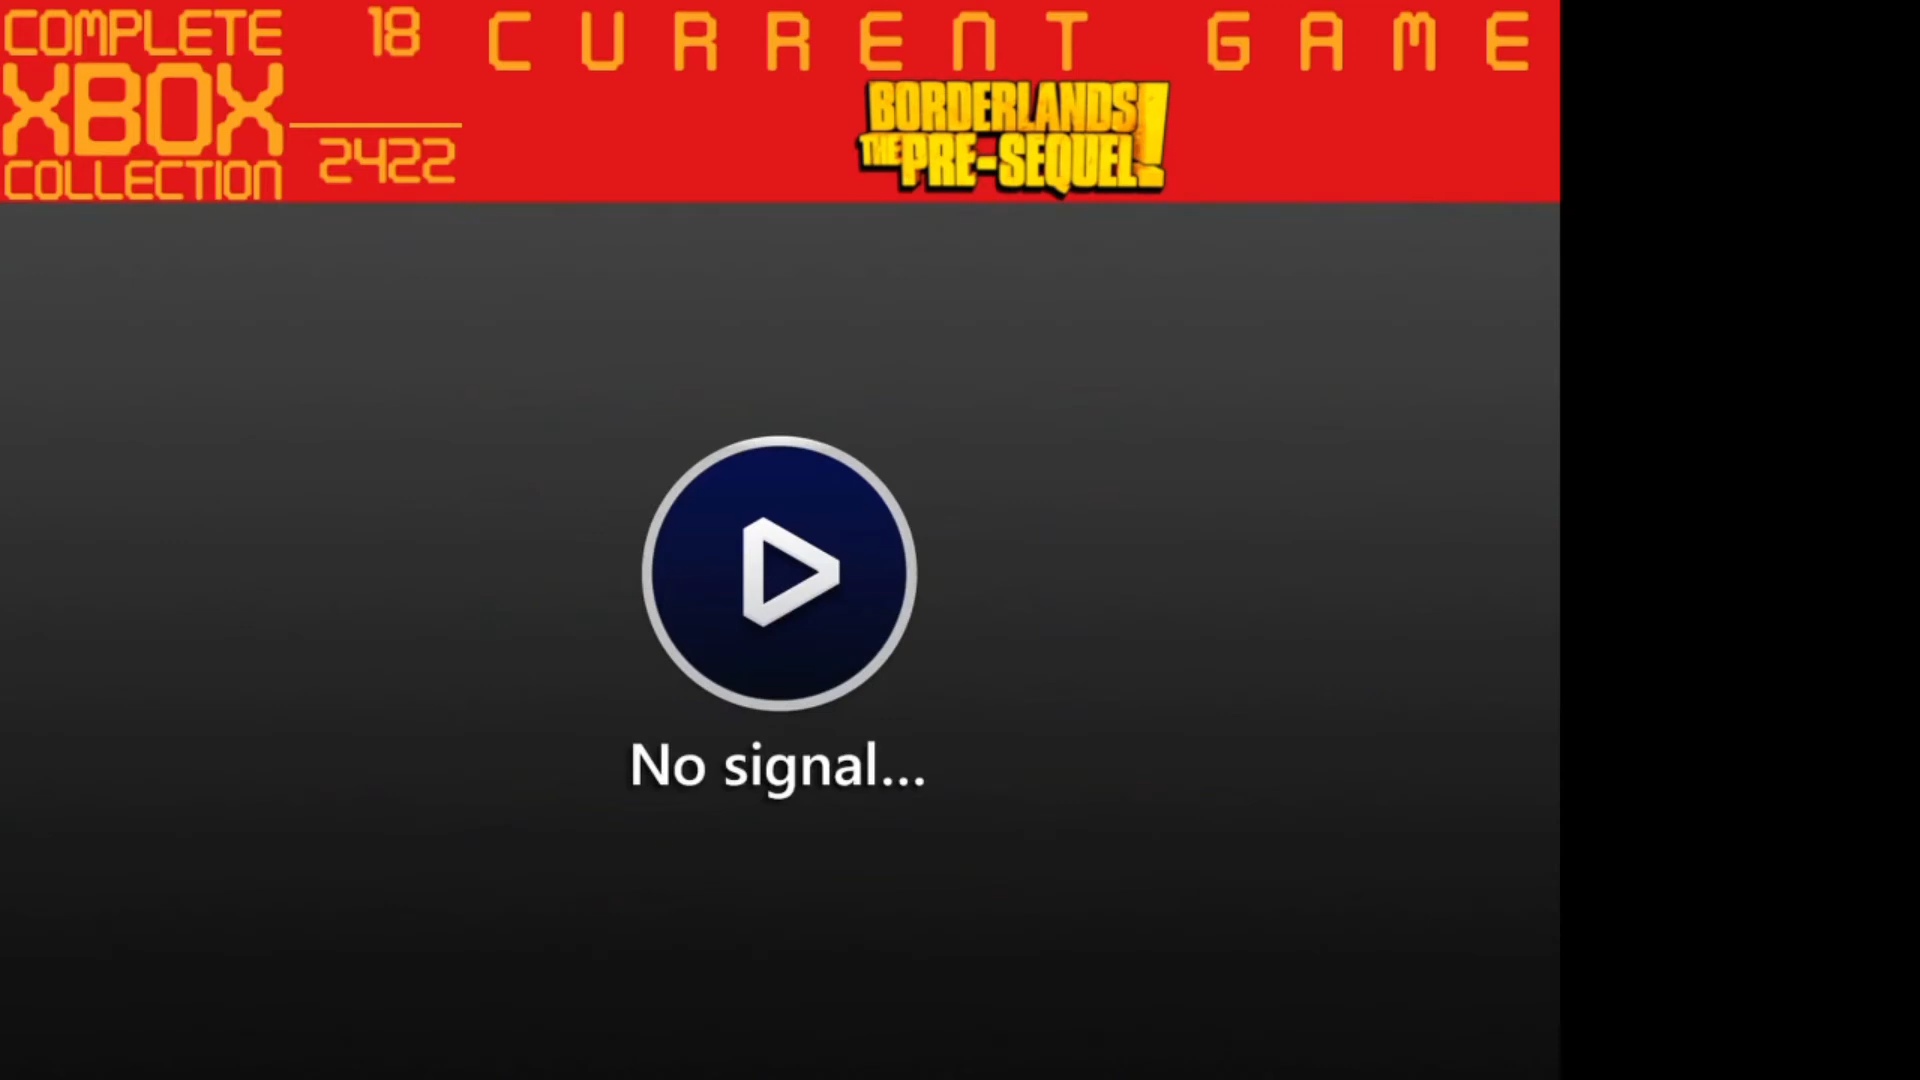 COMPLETE
XBOX
COLLECTION
18
2422
CURRENT GAME
BORDERLANDS
THE PRE-SEQUEL!
No signal...